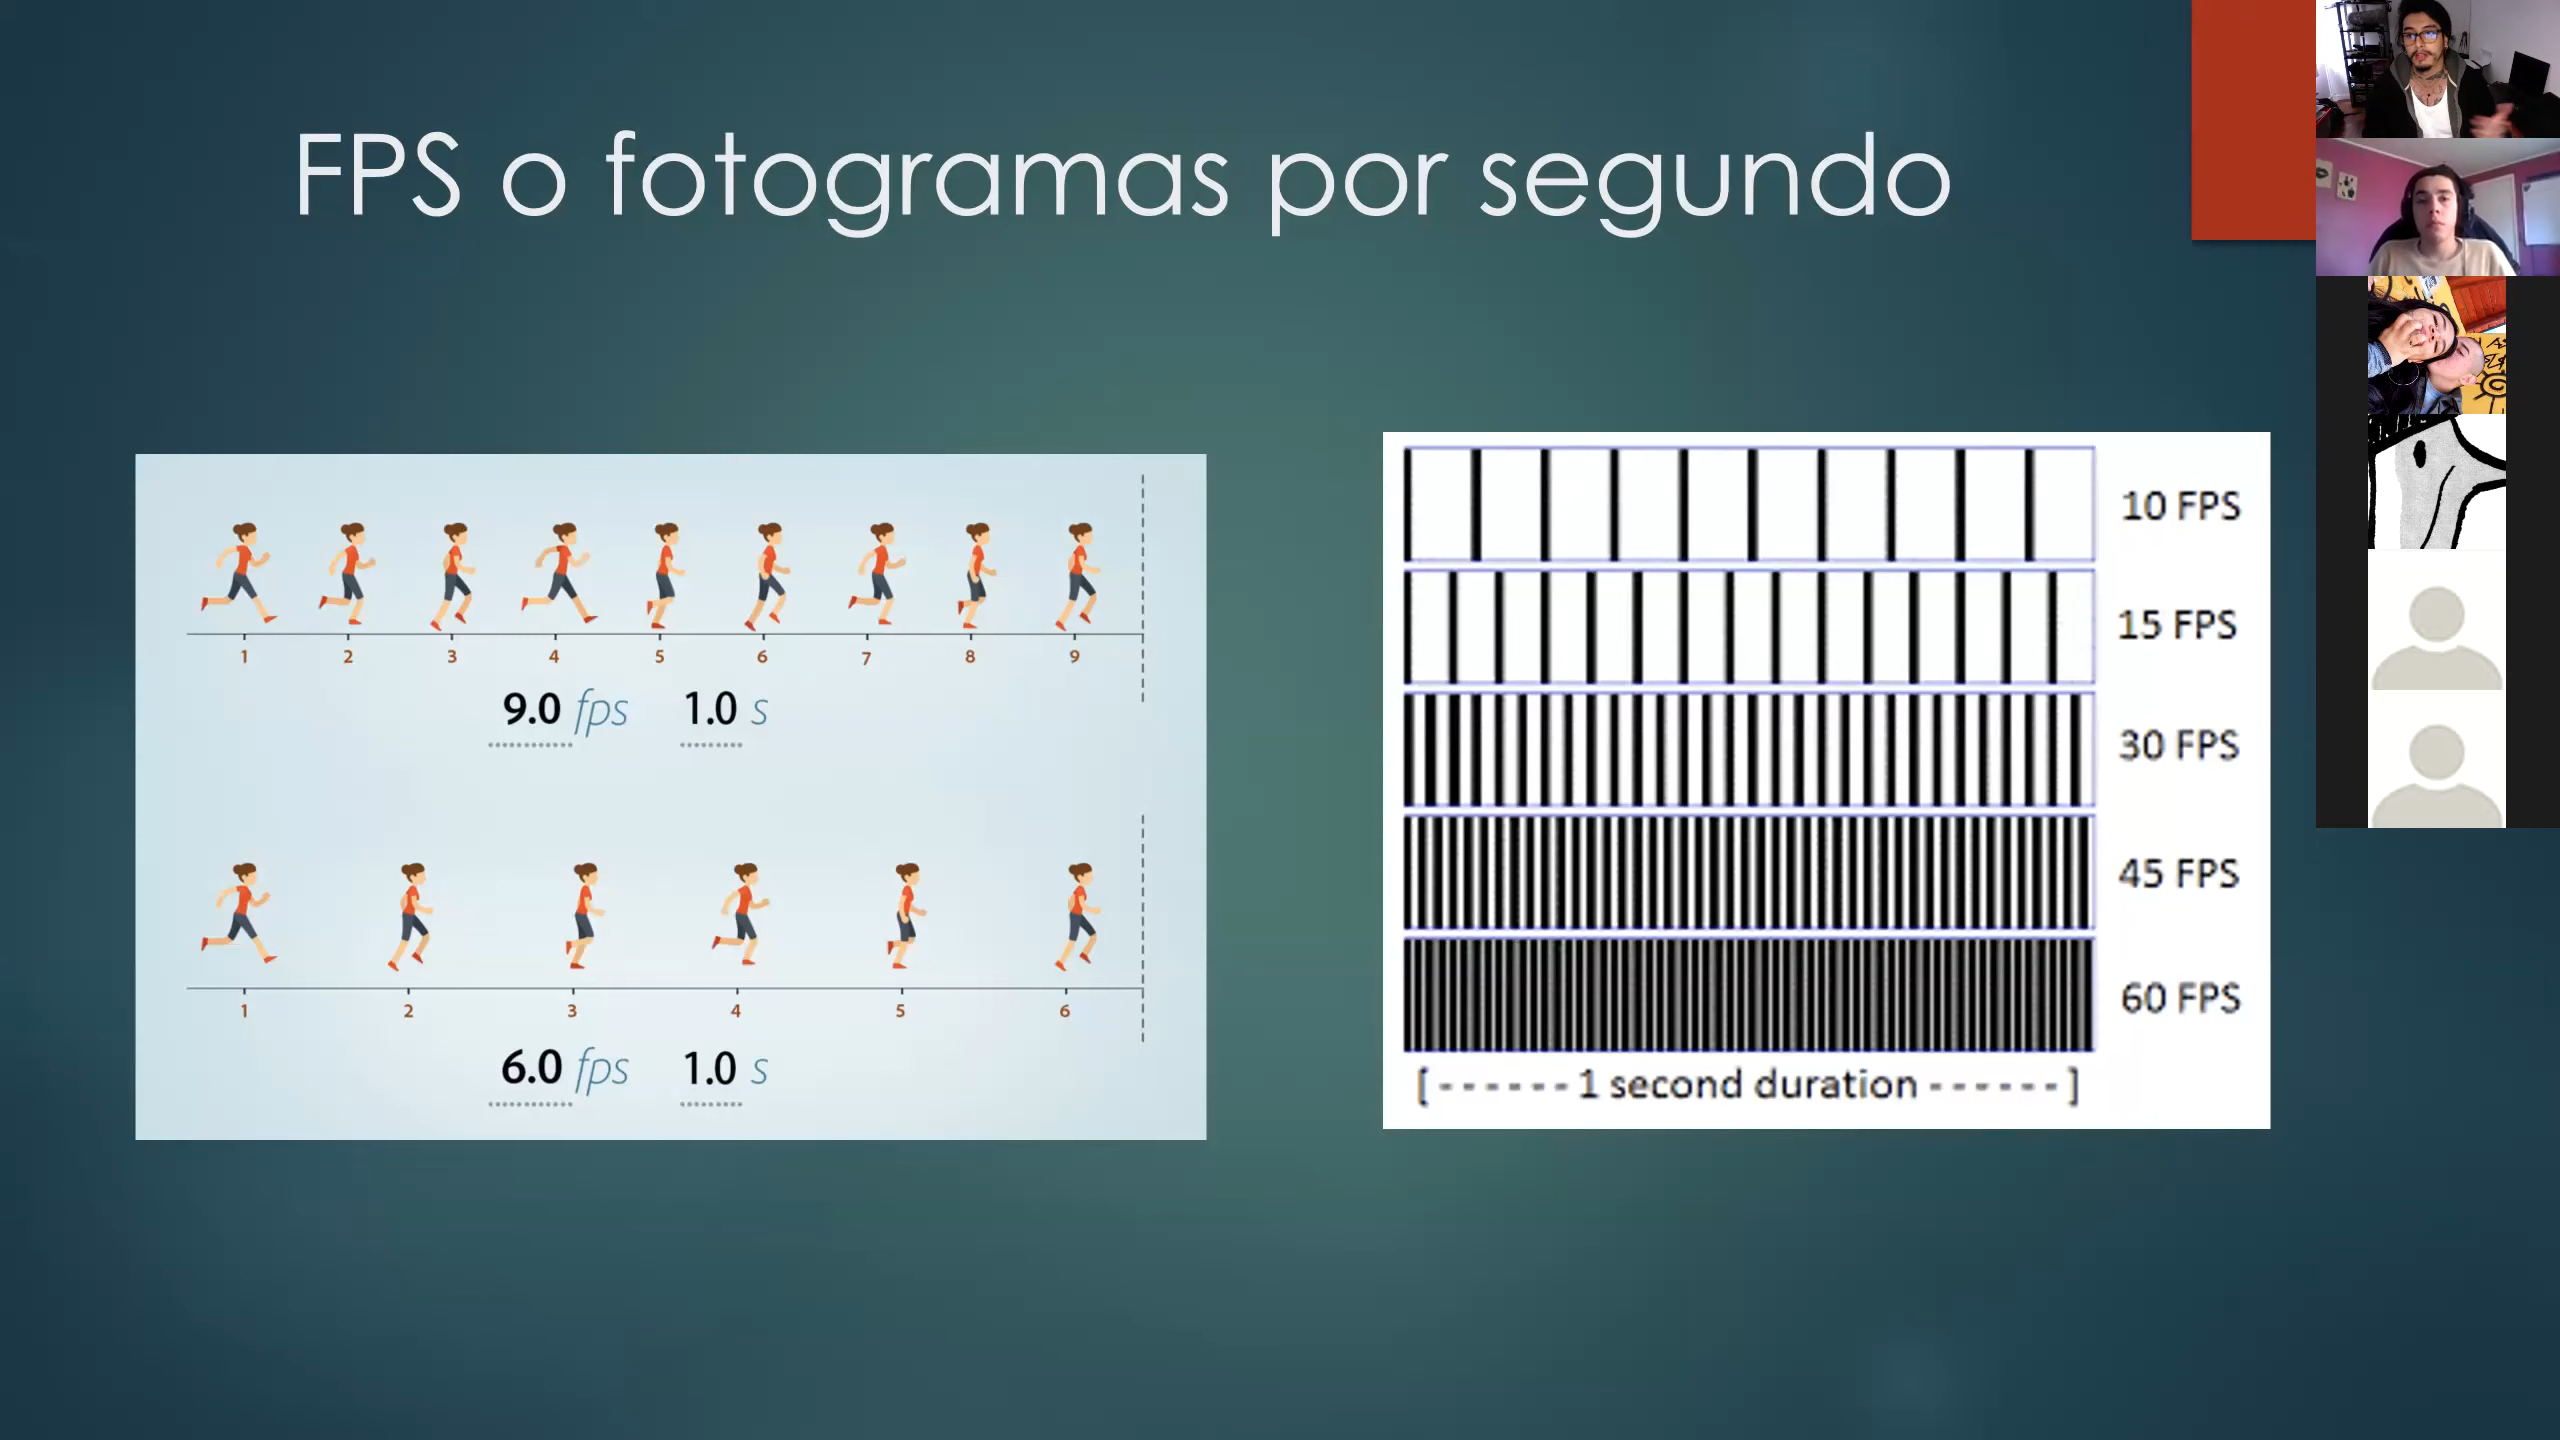 FPS o fotogramas por segundo
1 2 3 4 5 6 7 8 9
9.0 fps 1.0 s
1 2 3 4 5 6
6.0 fps 1.0 s
10 FPS
15 FPS
30 FPS
45 FPS
60 FPS
[ - - - - - - 1 second duration - - - - - - ]